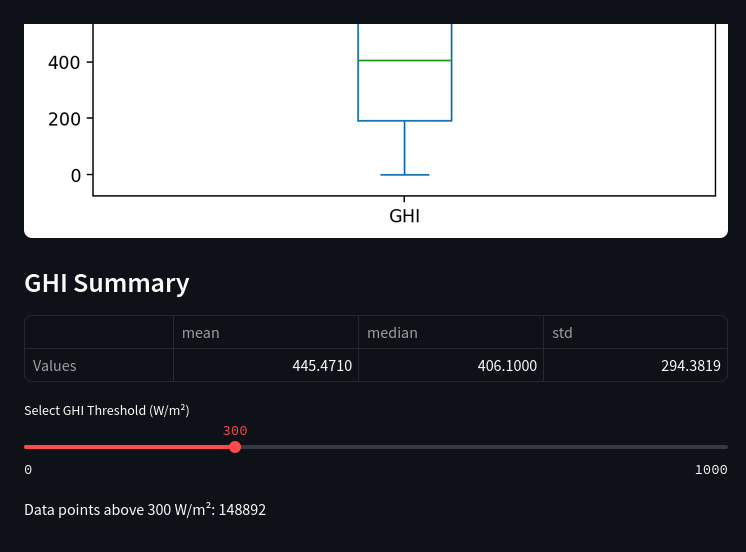 400
200
0
GHI
GHI Summary
mean median std
Values 445.4710 406.1000 294.3819
Select GHI Threshold (W/m²)
300
0 1000
Data points above 300 W/m²: 148892